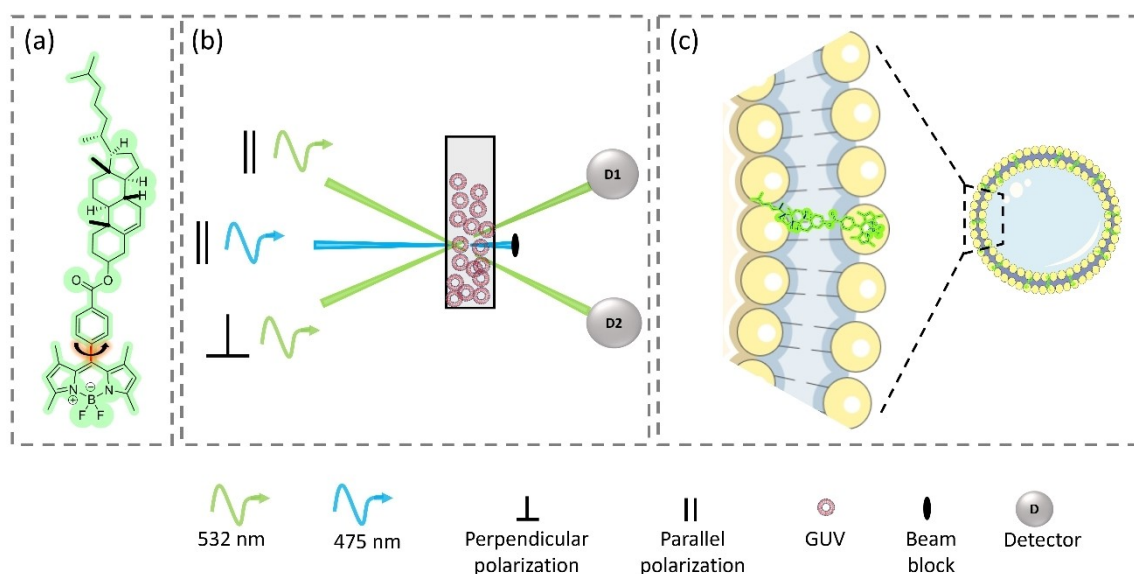 (a)
(b)
(c)
H
H
H
H
O
O
N
N
⊕
⊖
B
F
F
||
||
⊥
D1
D2
D
532 nm
475 nm
Perpendicular
polarization
Parallel
polarization
GUV
Beam
block
Detector